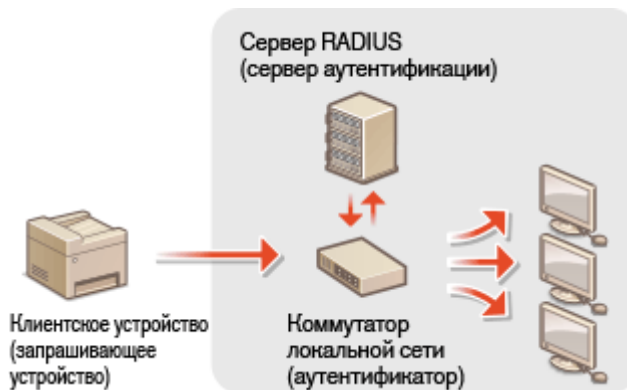 Сервер RADIUS
(сервер аутентификации)
Клиентское устройство
(запрашивающее
устройство)
Коммутатор
локальной сети
(аутентификатор)